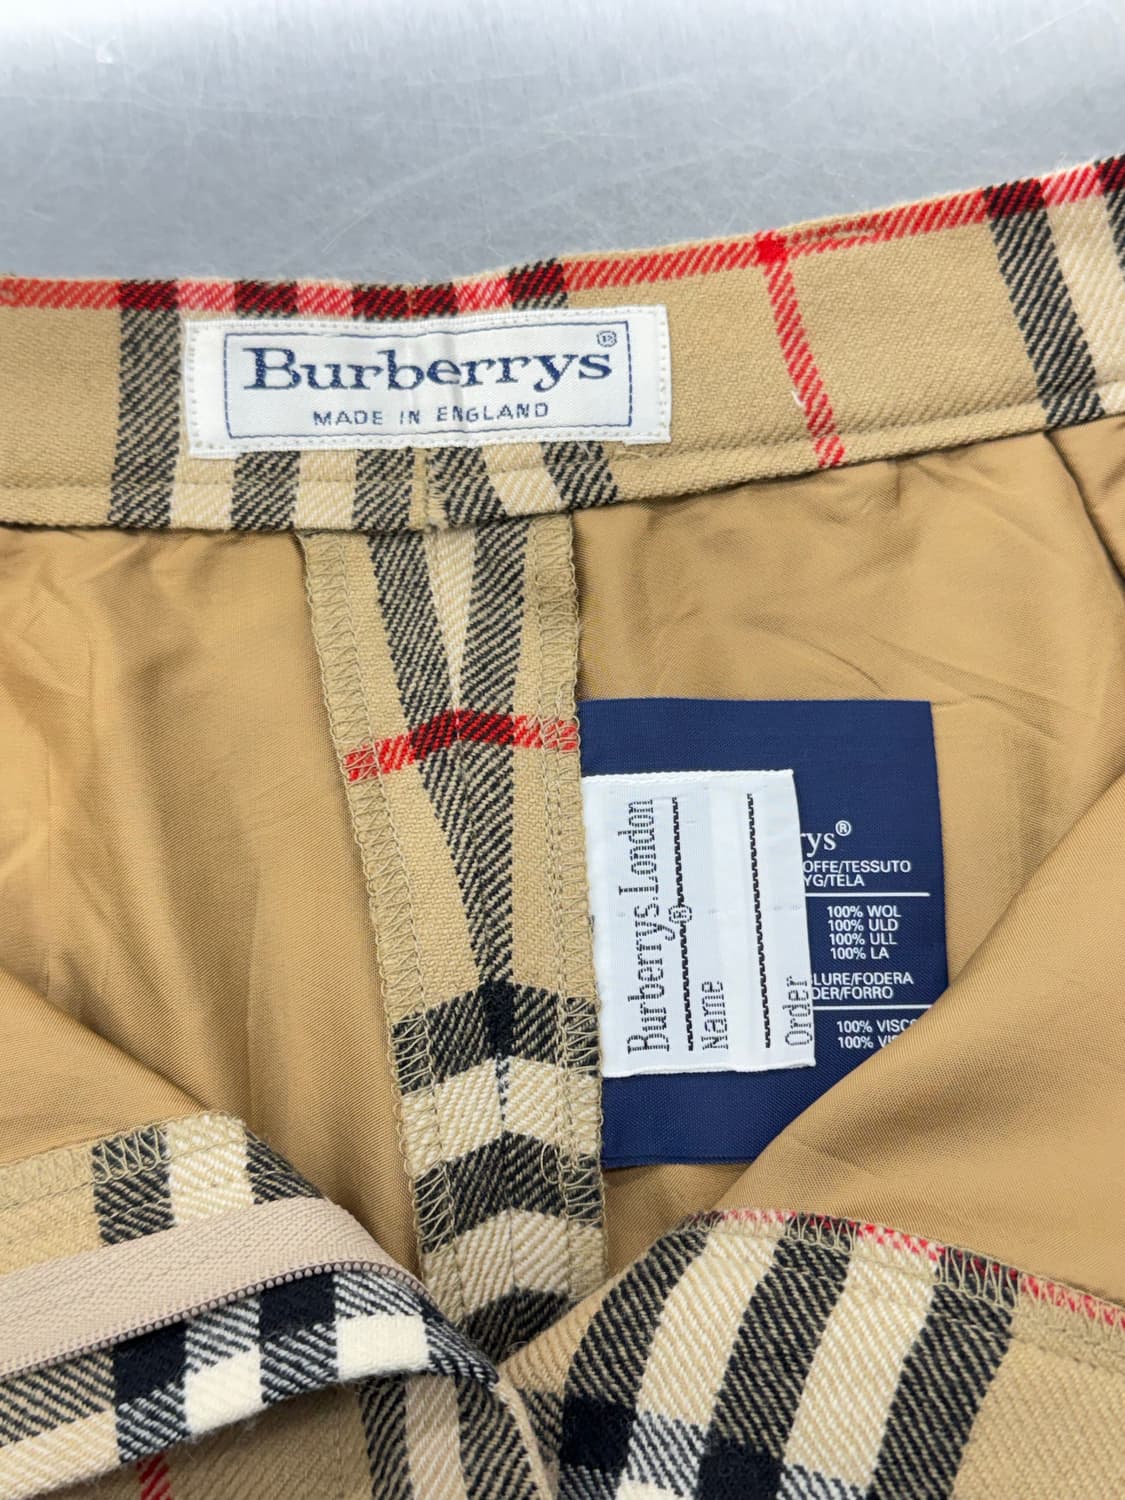 Burberrys®
MADE IN ENGLAND
Burberrys.London
®
Name
Order
rys®
OFFE/TESSUTO
YG/TELA
100% WOL
100% ULD
100% ULL
100% LA
LURE/FODERA
DER/FORRO
100% VISCO
100% VI